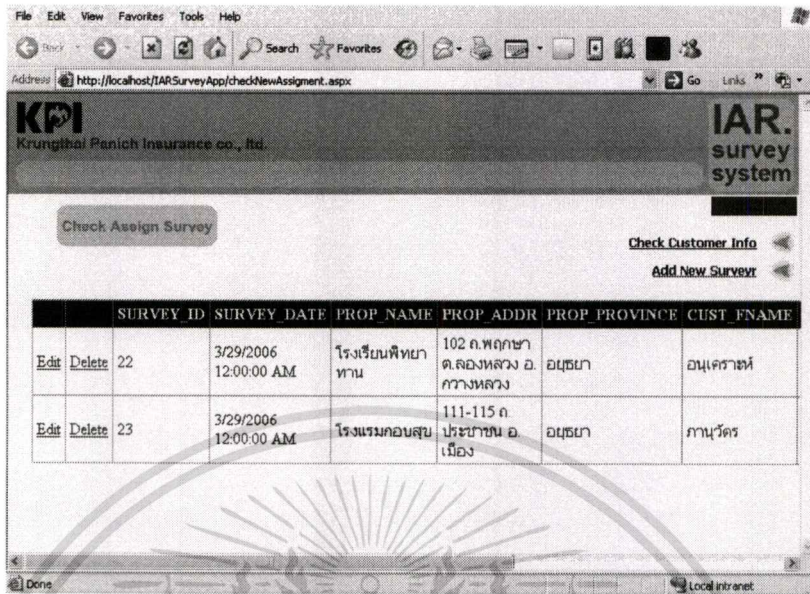 File Edit View Favorites Tools Help
Back Search Favorites
Address http://localhost/IARSurveyApp/checkNewAssigment.aspx Go Links »
KPI
Krungthai Panich Insurance co., ltd.
IAR.
survey
system
Check Assign Survey
Check Customer Info
Add New Surveyr
SURVEY_ID SURVEY_DATE PROP_NAME PROP_ADDR PROP_PROVINCE CUST_FNAME
Edit Delete 22 3/29/2006 12:00:00 AM โรงเรียนพิทยาทาน 102 ถ.พฤกษา ต.ลองหลวง อ.กวางหลวง อยุธยา อนุเคราะห์
Edit Delete 23 3/29/2006 12:00:00 AM โรงแรมกอบสุข 111-115 ถ ประชาชน อ เมือง อยุธยา ภานุวัตร
Done Local intranet